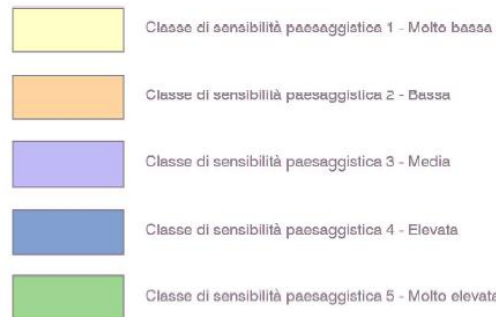 Classe di sensibilità paesaggistica 1 - Molto bassa
Classe di sensibilità paesaggistica 2 - Bassa
Classe di sensibilità paesaggistica 3 - Media
Classe di sensibilità paesaggistica 4 - Elevata
Classe di sensibilità paesaggistica 5 - Molto elevata